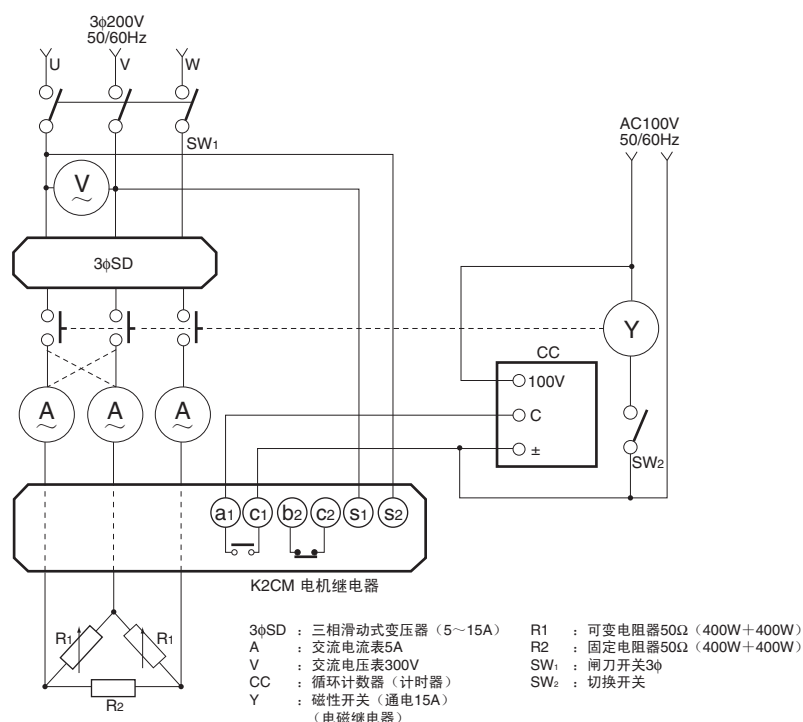 3ϕ200V
50/60Hz
U V W
SW₁
AC100V
50/60Hz
V
3ϕSD
Y
CC
100V
C
±
SW₂
A A A
a1 c1 b2 c2 s1 s2
K2CM 电机继电器
R1 R1
R2
3ϕSD ：三相滑动式变压器（5～15A）
A ：交流电流表5A
V ：交流电压表300V
CC ：循环计数器（计时器）
Y ：磁性开关（通电15A）
（电磁继电器）
R1 ：可变电阻器50Ω（400W＋400W）
R2 ：固定电阻器50Ω（400W＋400W）
SW₁ ：闸刀开关3ϕ
SW₂ ：切换开关